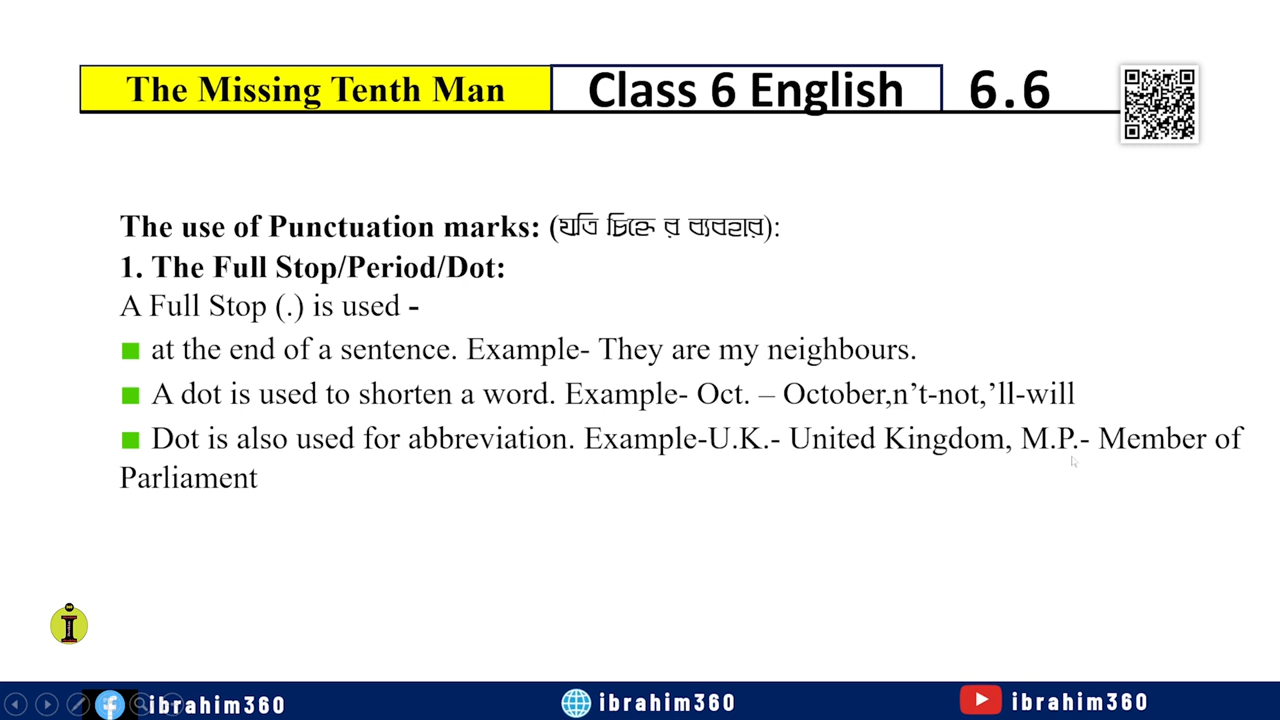 The Missing Tenth Man Class 6 English 6.6
The use of Punctuation marks: (যতি চিহ্নে র ব্যবহার):
1. The Full Stop/Period/Dot:
A Full Stop (.) is used -
at the end of a sentence. Example- They are my neighbours.
A dot is used to shorten a word. Example- Oct. – October,n’t-not,’ll-will
Dot is also used for abbreviation. Example-U.K.- United Kingdom, M.P.- Member of
Parliament
ibrahim360 ibrahim360 ibrahim360